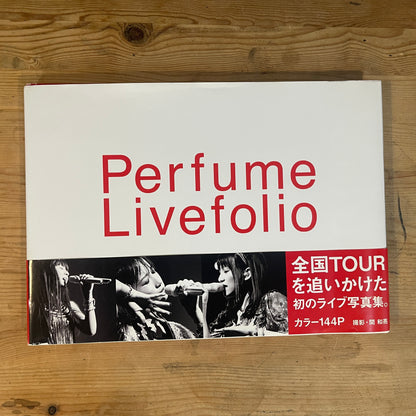 Perfume
Livefolio
全国TOUR
を追いかけた
初のライブ写真集。
カラー144P 撮影・関 和亮